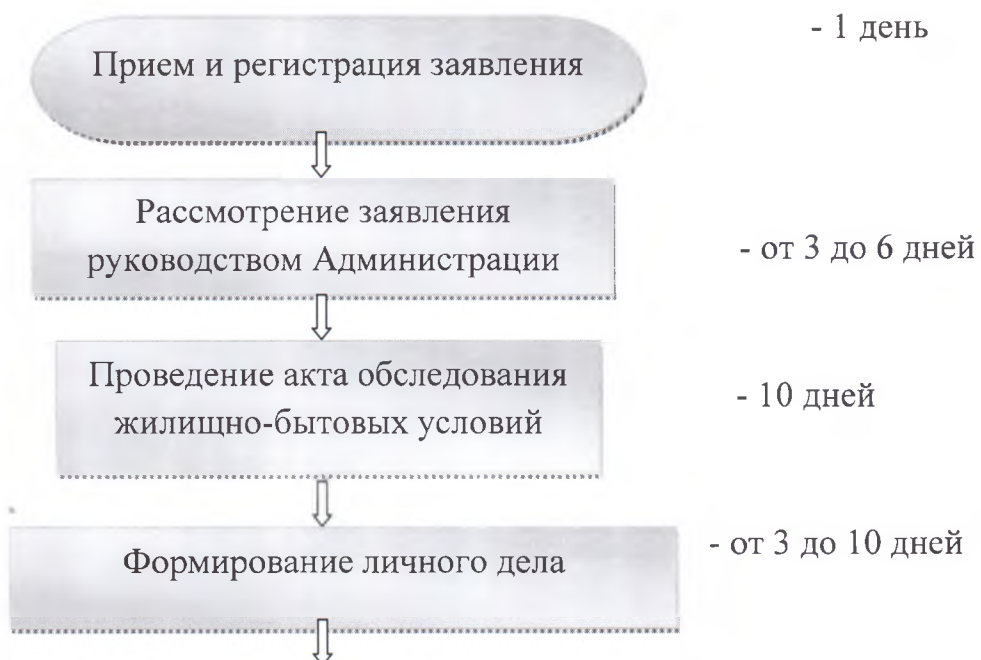 - 1 день
Прием и регистрация заявления
Рассмотрение заявления
руководством Администрации
- от 3 до 6 дней
Проведение акта обследования
жилищно-бытовых условий
- 10 дней
Формирование личного дела
- от 3 до 10 дней